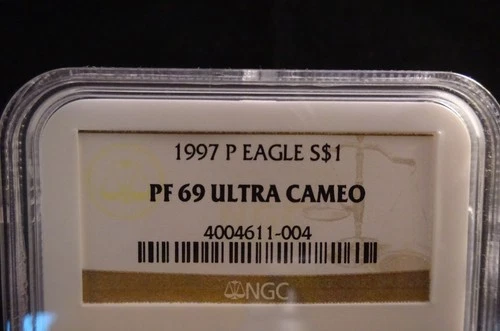 1997 P EAGLE S$1
PF 69 ULTRA CAMEO
4004611-004
NGC